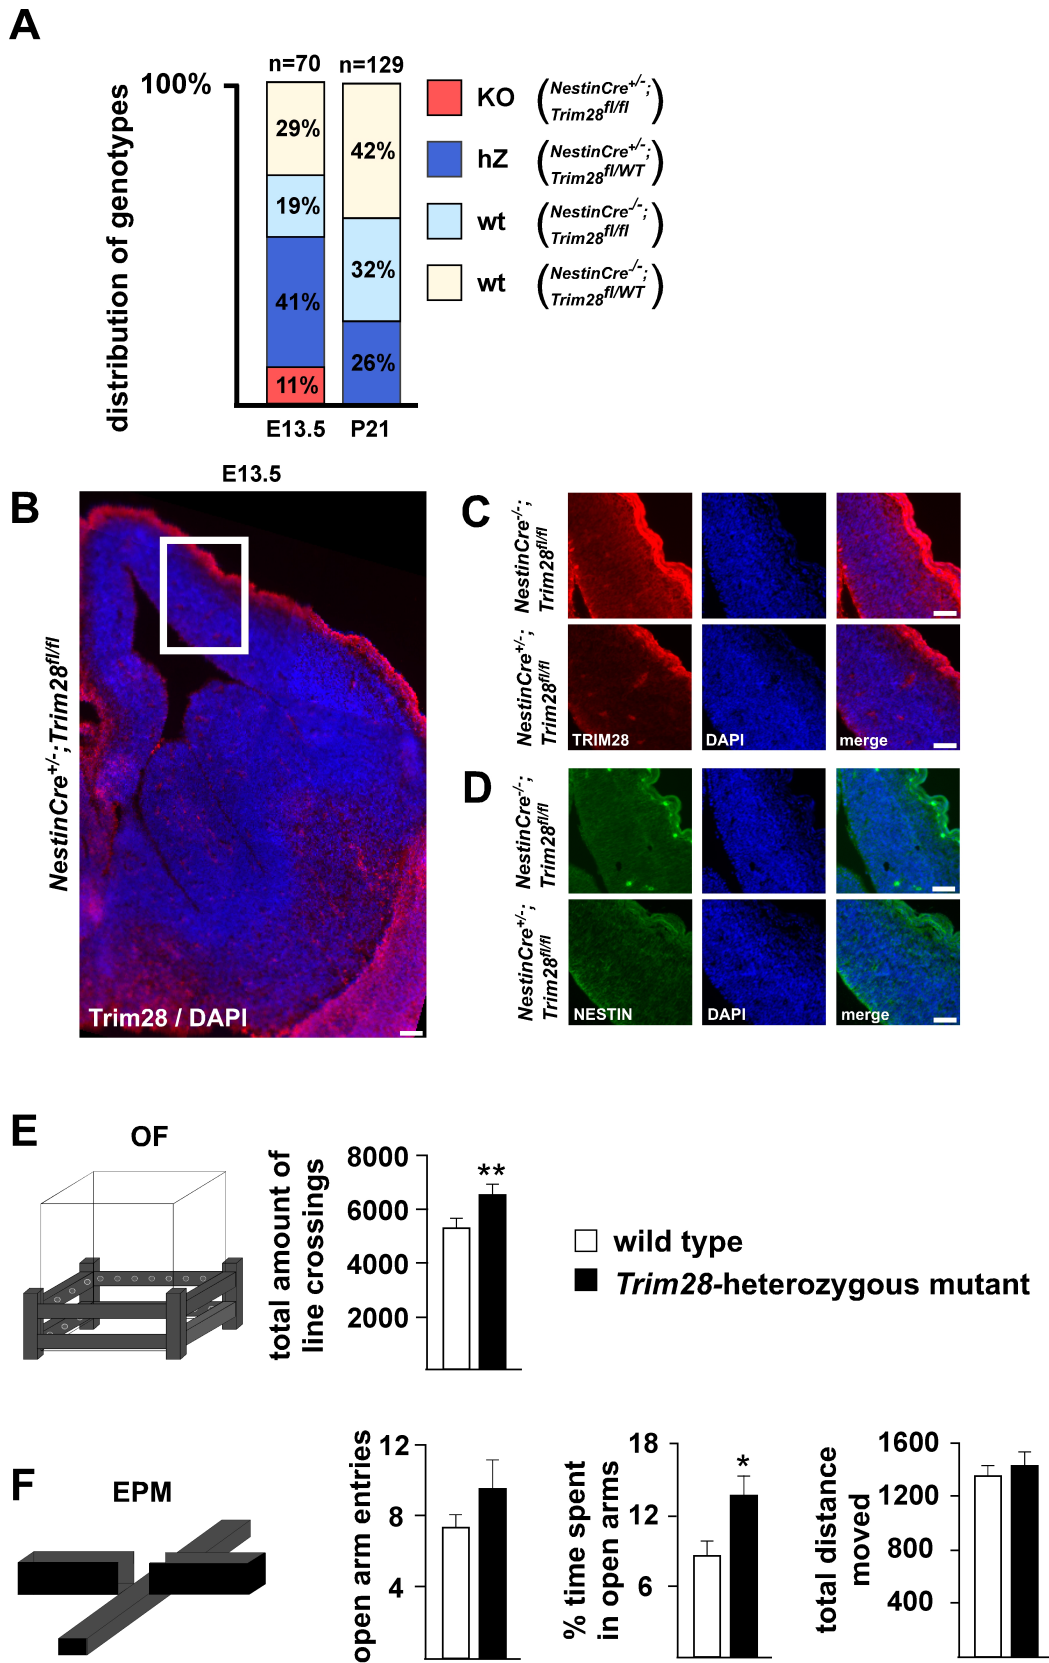 A
n=70 n=129
100%
distribution of genotypes
29%
19%
41%
11%
42%
32%
26%
E13.5 P21
KO (NestinCre+/-; Trim28fl/fl)
hZ (NestinCre+/-; Trim28fl/WT)
wt (NestinCre-/-; Trim28fl/fl)
wt (NestinCre-/-; Trim28fl/WT)
B
E13.5
NestinCre+/-;Trim28fl/fl
Trim28 / DAPI
C
NestinCre-/-;
Trim28fl/fl
NestinCre+/-;
Trim28fl/fl
TRIM28 DAPI merge
D
NestinCre-/-;
Trim28fl/fl
NestinCre+/-;
Trim28fl/fl
NESTIN DAPI merge
E
OF
total amount of
line crossings
8000
6000
4000
2000
**
wild type
Trim28-heterozygous mutant
F
EPM
open arm entries
12
8
4
% time spent
in open arms
18
12
6
*
total distance
moved
1600
1200
800
400